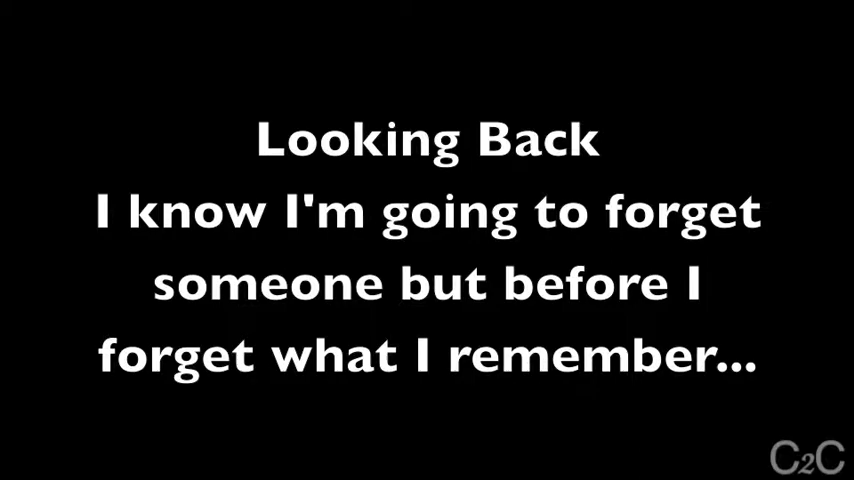 Looking Back
I know I'm going to forget
someone but before I
forget what I remember...
C2C